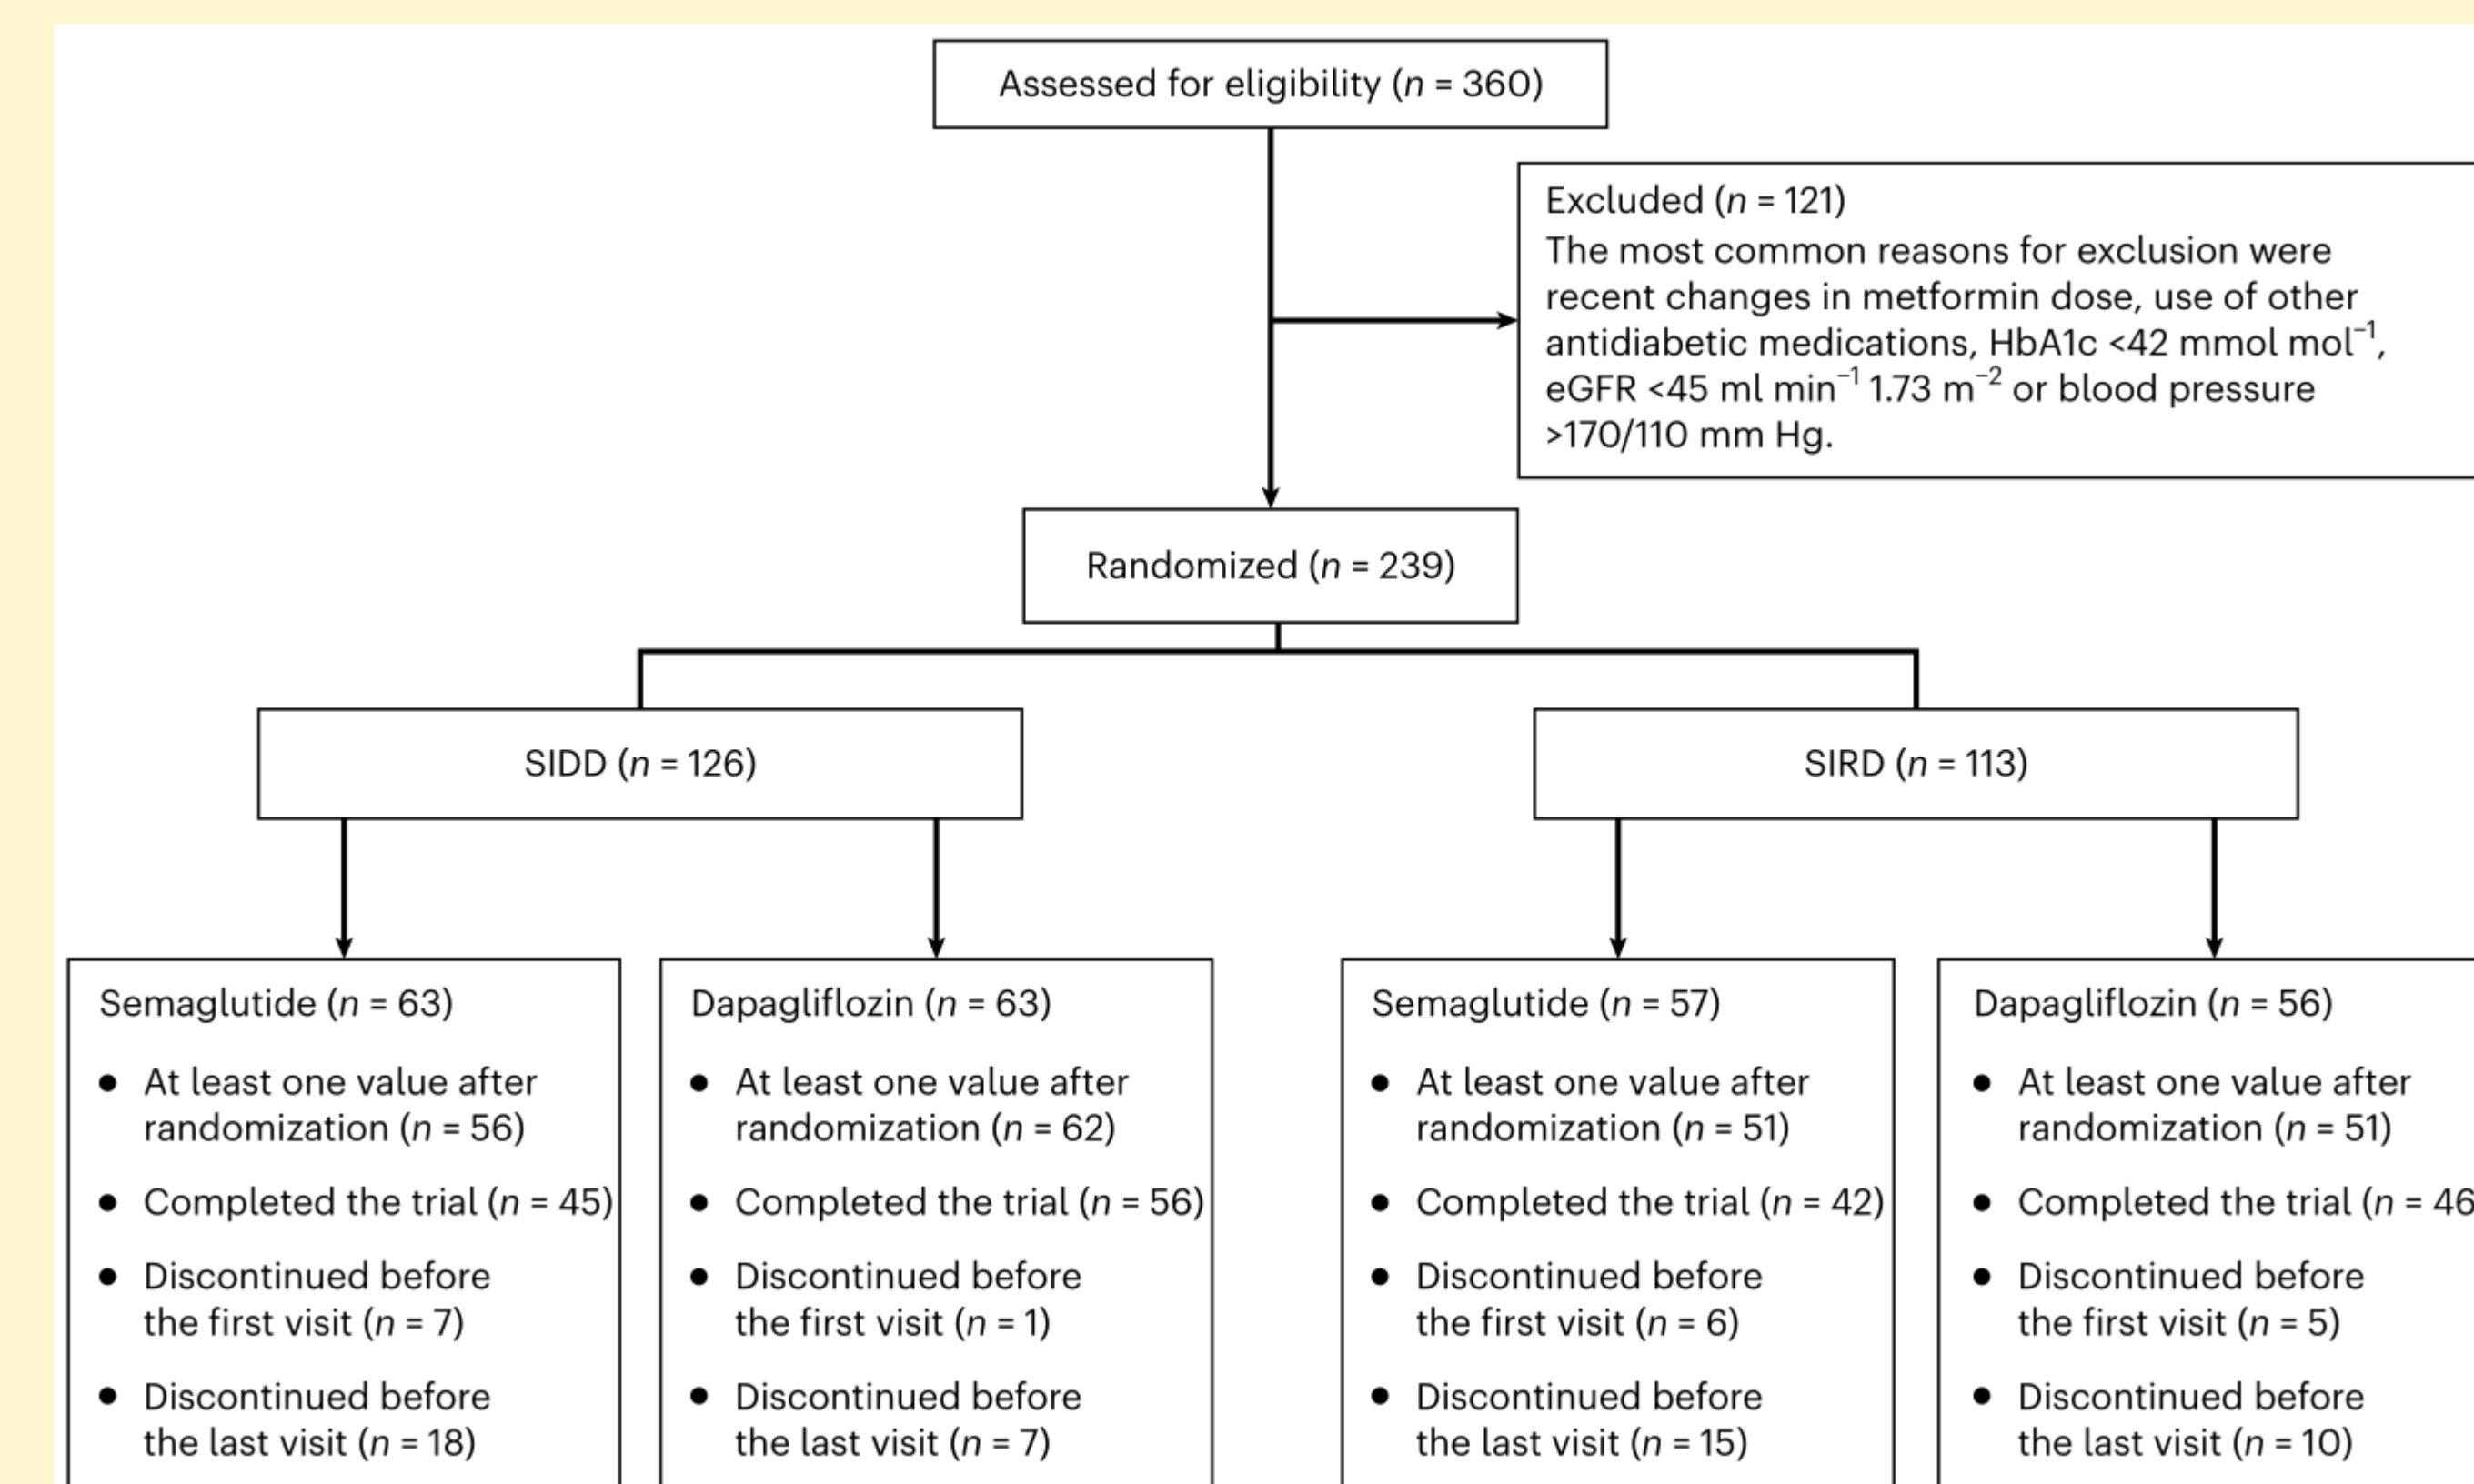 Assessed for eligibility (n = 360)
Excluded (n = 121)
The most common reasons for exclusion were
recent changes in metformin dose, use of other
antidiabetic medications, HbA1c <42 mmol mol⁻¹,
eGFR <45 ml min⁻¹ 1.73 m⁻² or blood pressure
>170/110 mm Hg.
Randomized (n = 239)
SIDD (n = 126)
SIRD (n = 113)
Semaglutide (n = 63)
● At least one value after
randomization (n = 56)
● Completed the trial (n = 45)
● Discontinued before
the first visit (n = 7)
● Discontinued before
the last visit (n = 18)
Dapagliflozin (n = 63)
● At least one value after
randomization (n = 62)
● Completed the trial (n = 56)
● Discontinued before
the first visit (n = 1)
● Discontinued before
the last visit (n = 7)
Semaglutide (n = 57)
● At least one value after
randomization (n = 51)
● Completed the trial (n = 42)
● Discontinued before
the first visit (n = 6)
● Discontinued before
the last visit (n = 15)
Dapagliflozin (n = 56)
● At least one value after
randomization (n = 51)
● Completed the trial (n = 46
● Discontinued before
the first visit (n = 5)
● Discontinued before
the last visit (n = 10)